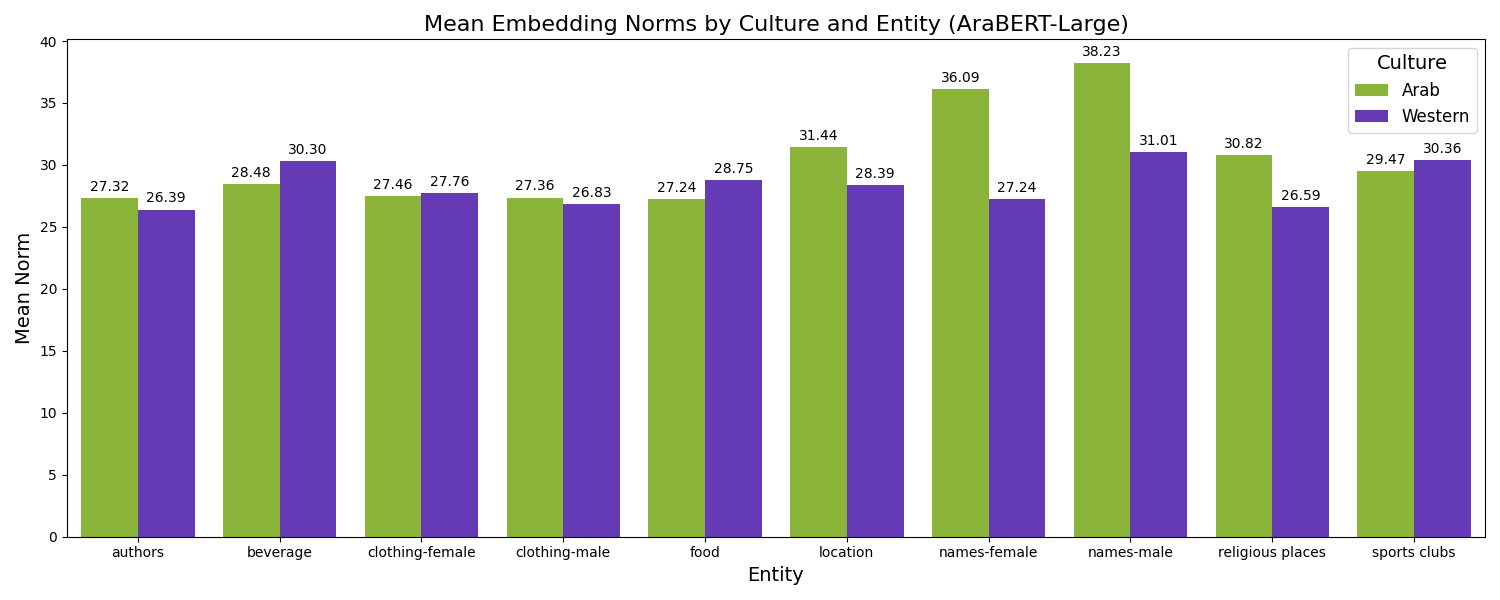 Mean Embedding Norms by Culture and Entity (AraBERT-Large)
Mean Norm
40
35
30
25
20
15
10
5
0
27.32
26.39
28.48
30.30
27.46
27.76
27.36
26.83
27.24
28.75
31.44
28.39
36.09
27.24
38.23
31.01
30.82
26.59
29.47
30.36
Culture
Arab
Western
authors
beverage
clothing-female
clothing-male
food
location
names-female
names-male
religious places
sports clubs
Entity